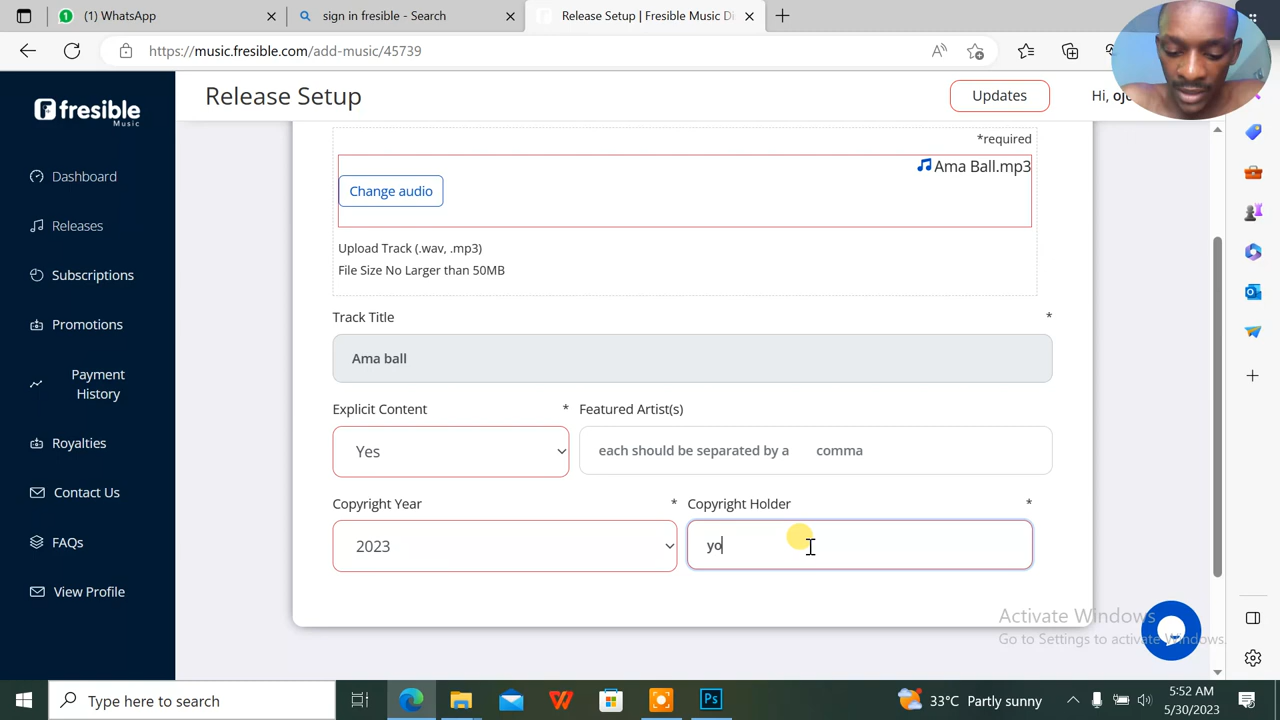 (1) WhatsApp
sign in fresible - Search
Release Setup | Fresible Music Di
https://music.fresible.com/add-music/45739
fresible
Music
Release Setup
Updates
Hi,
Dashboard
Releases
Subscriptions
Promotions
Payment
History
Royalties
Contact Us
FAQs
View Profile
*required
Ama Ball.mp3
Change audio
Upload Track (.wav, .mp3)
File Size No Larger than 50MB
Track Title *
Ama ball
Explicit Content * Featured Artist(s)
Yes
each should be separated by a comma
Copyright Year * Copyright Holder *
2023
yo
Activate Windows
Go to Settings to activate Windows.
Type here to search
W
Ps
33°C Partly sunny
5:52 AM
5/30/2023